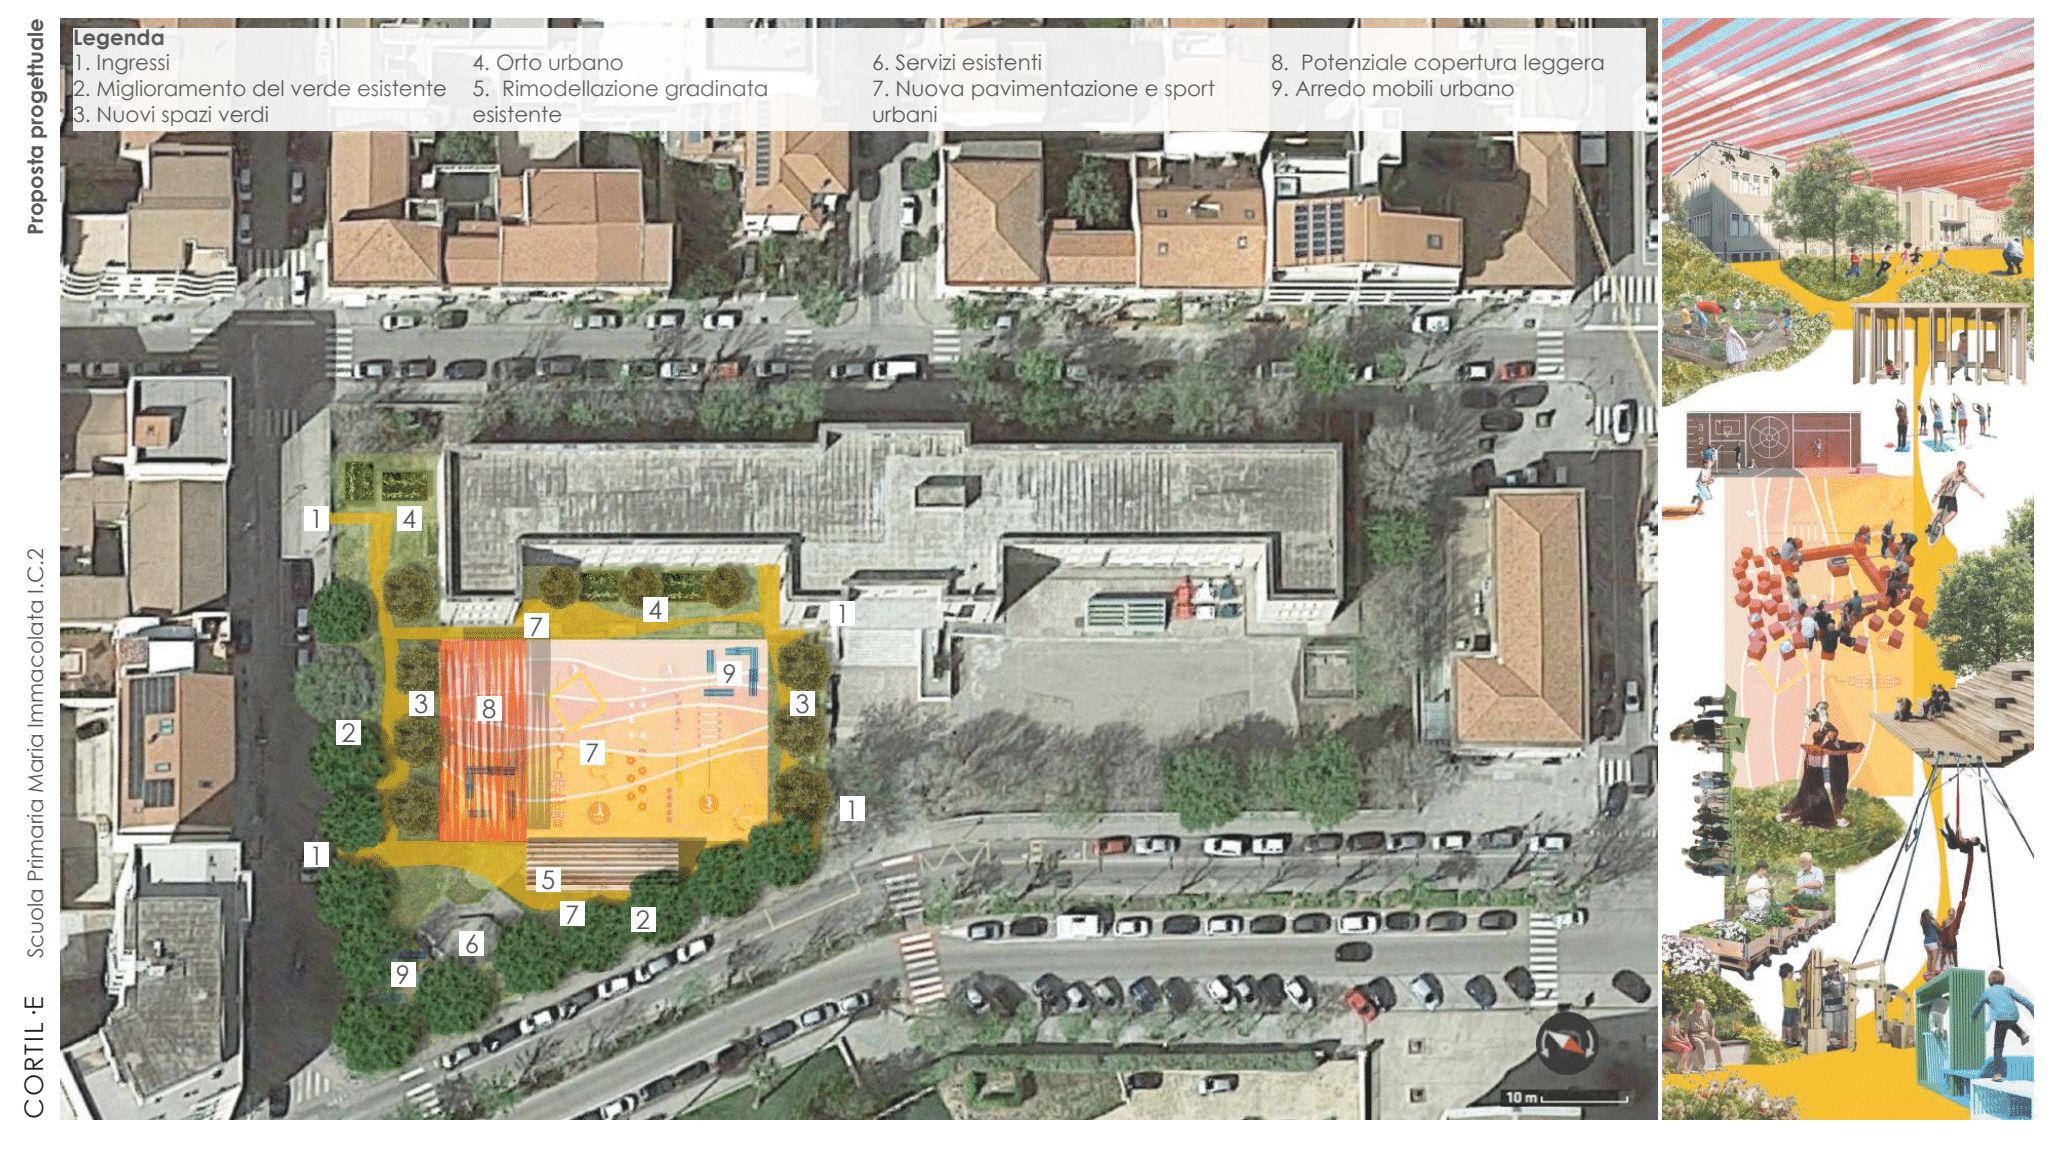 Proposta progettuale
Legenda
1. Ingressi
2. Miglioramento del verde esistente
3. Nuovi spazi verdi
4. Orto urbano
5. Rimodellazione gradinata
esistente
6. Servizi esistenti
7. Nuova pavimentazione e sport
urbani
8. Potenziale copertura leggera
9. Arredo mobili urbano
CORTIL ·E Scuola Primaria Maria Immacolata I.C.2
1
4
4
1
7
3
8
9
3
2
7
1
1
5
7
2
6
9
10 m
3
2